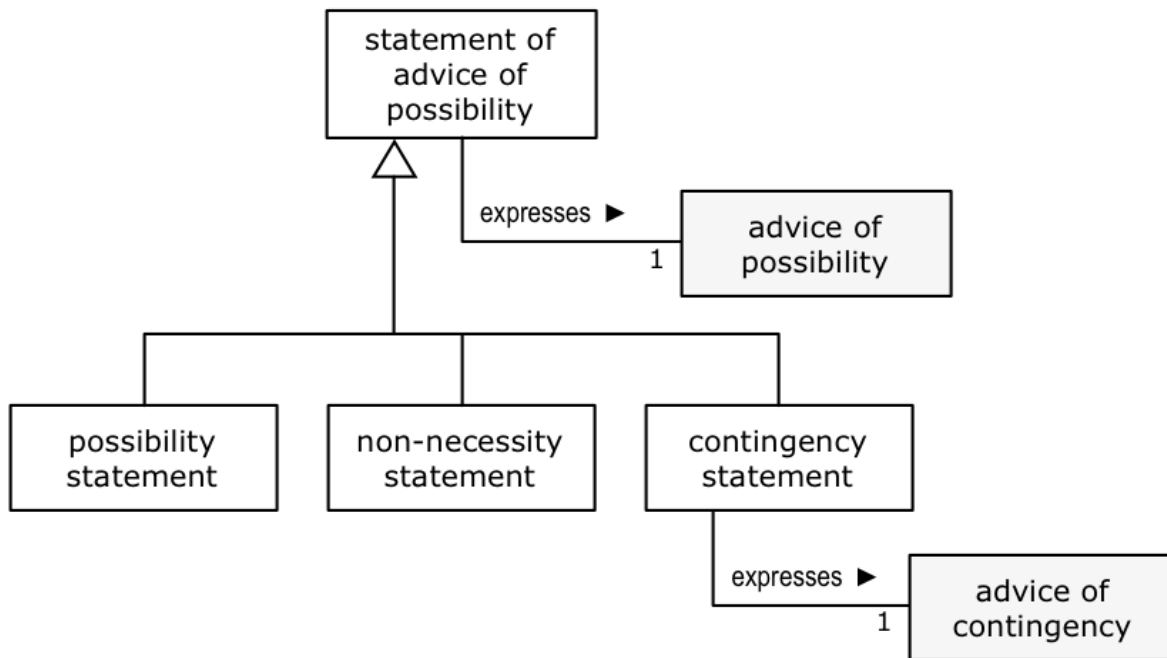 statement of
advice of
possibility
expresses ►
1
advice of
possibility
possibility
statement
non-necessity
statement
contingency
statement
expresses ►
1
advice of
contingency